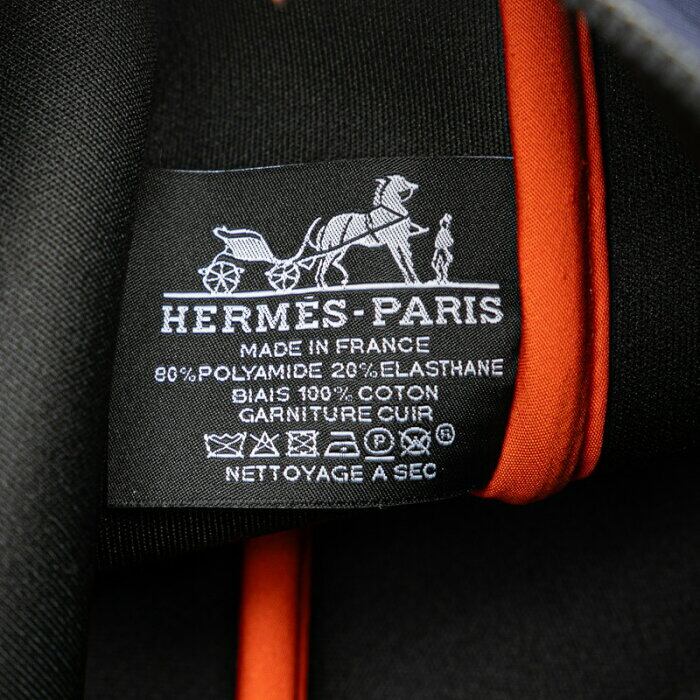 HERMÈS-PARIS
MADE IN FRANCE
80%POLYAMIDE 20%ELASTHANE
BIAIS 100% COTON
GARNITURE CUIR
P W ®
NETTOYAGE A SEC